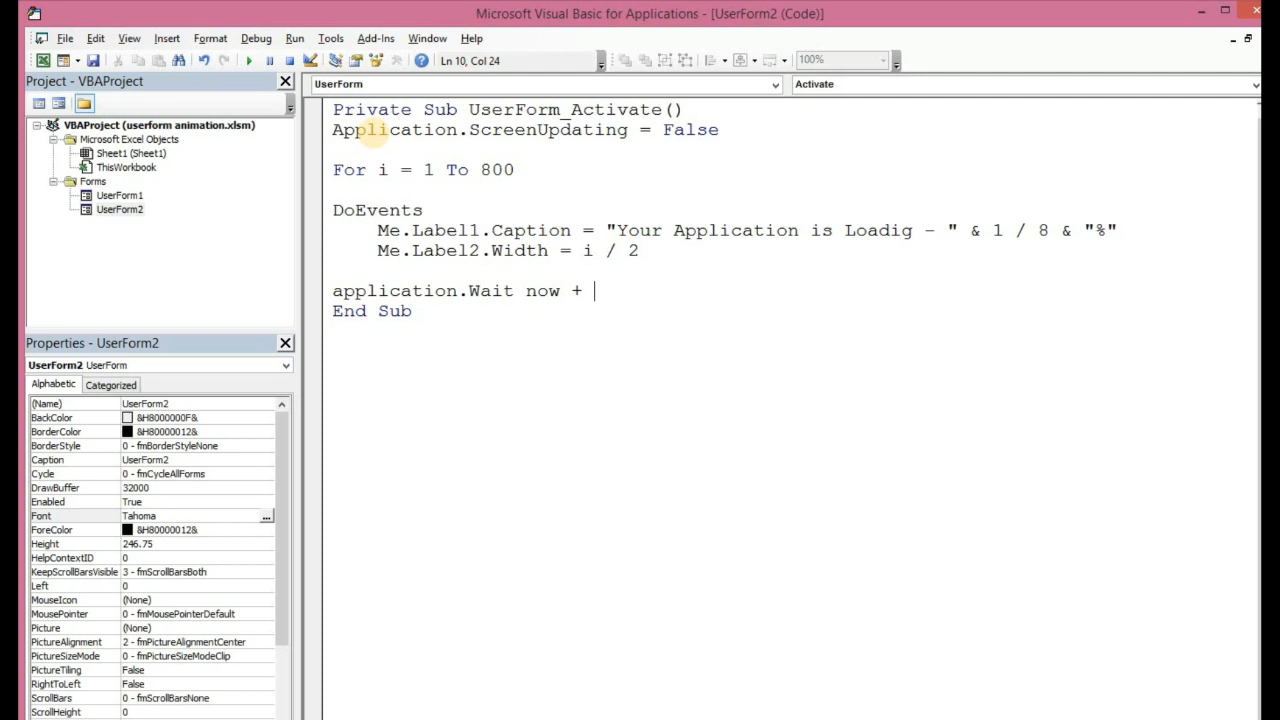 Microsoft Visual Basic for Applications - [UserForm2 (Code)]
File Edit View Insert Format Debug Run Tools Add-Ins Window Help
Ln 10, Col 24
100%
Project - VBAProject
UserForm
Activate
VBAProject (userform animation.xlsm)
Microsoft Excel Objects
Sheet1 (Sheet1)
ThisWorkbook
Forms
UserForm1
UserForm2
Private Sub UserForm_Activate()
Application.ScreenUpdating = False
For i = 1 To 800
DoEvents
Me.Label1.Caption = "Your Application is Loadig - " & 1 / 8 & "%"
Me.Label2.Width = i / 2
application.Wait now +
End Sub
Properties - UserForm2
UserForm2 UserForm
Alphabetic Categorized
(Name) UserForm2
BackColor &H8000000F&
BorderColor &H80000012&
BorderStyle 0 - fmBorderStyleNone
Caption UserForm2
Cycle 0 - fmCycleAllForms
DrawBuffer 32000
Enabled True
Font Tahoma ...
ForeColor &H80000012&
Height 246.75
HelpContextID 0
KeepScrollBarsVisible 3 - fmScrollBarsBoth
Left 0
MouseIcon (None)
MousePointer 0 - fmMousePointerDefault
Picture (None)
PictureAlignment 2 - fmPictureAlignmentCenter
PictureSizeMode 0 - fmPictureSizeModeClip
PictureTiling False
RightToLeft False
ScrollBars 0 - fmScrollBarsNone
ScrollHeight 0